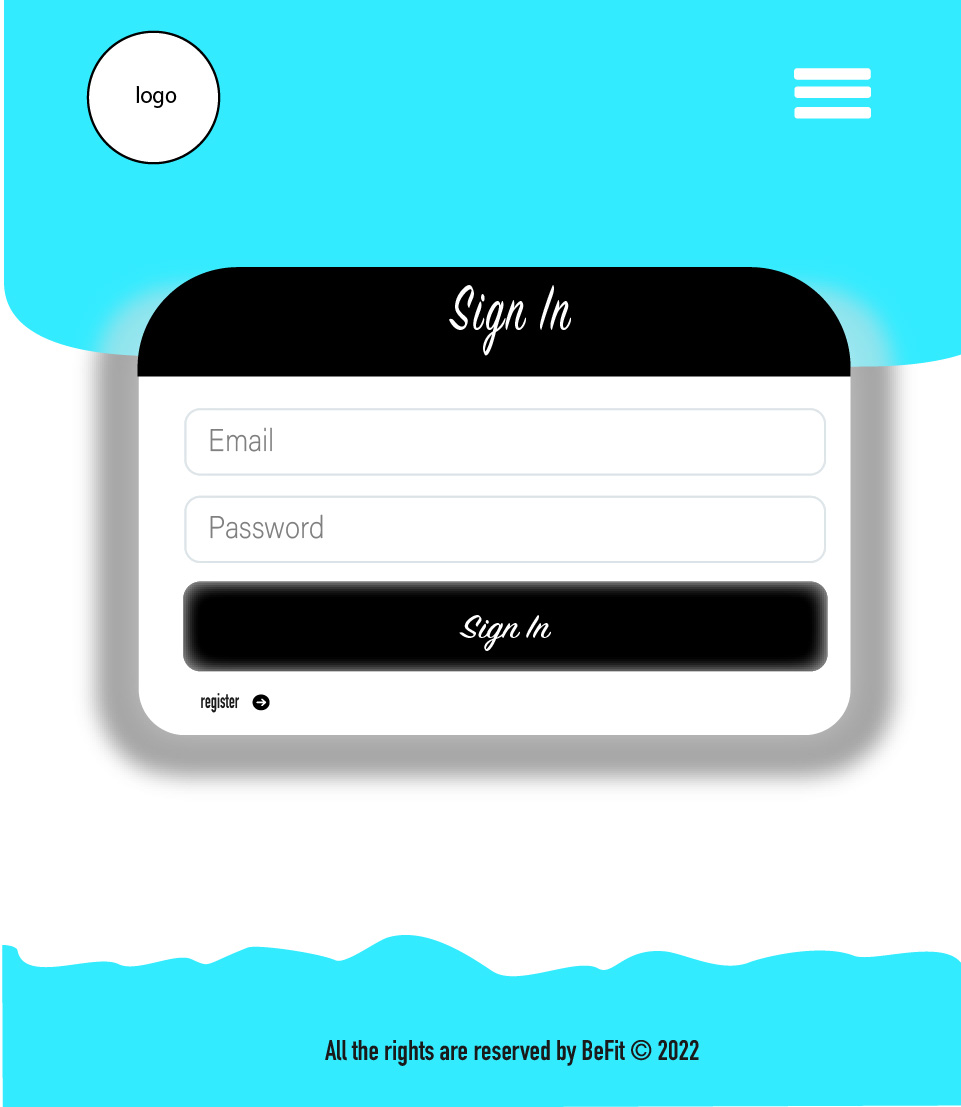 logo
Sign In
Email
Password
Sign In
register
All the rights are reserved by BeFit © 2022